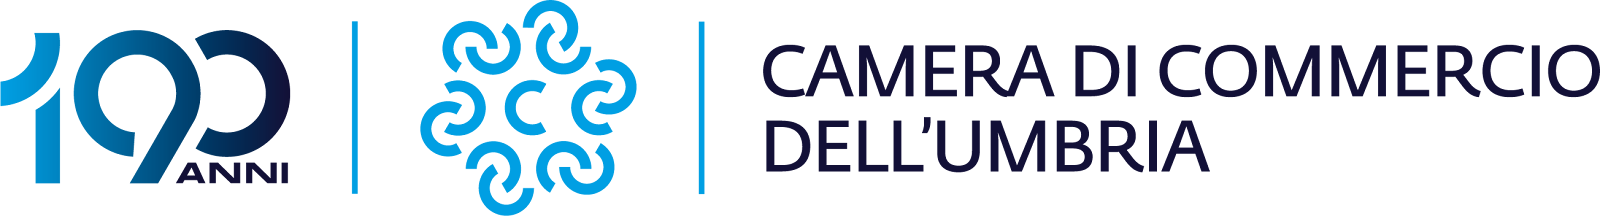 190
ANNI
CAMERA DI COMMERCIO
DELL'UMBRIA